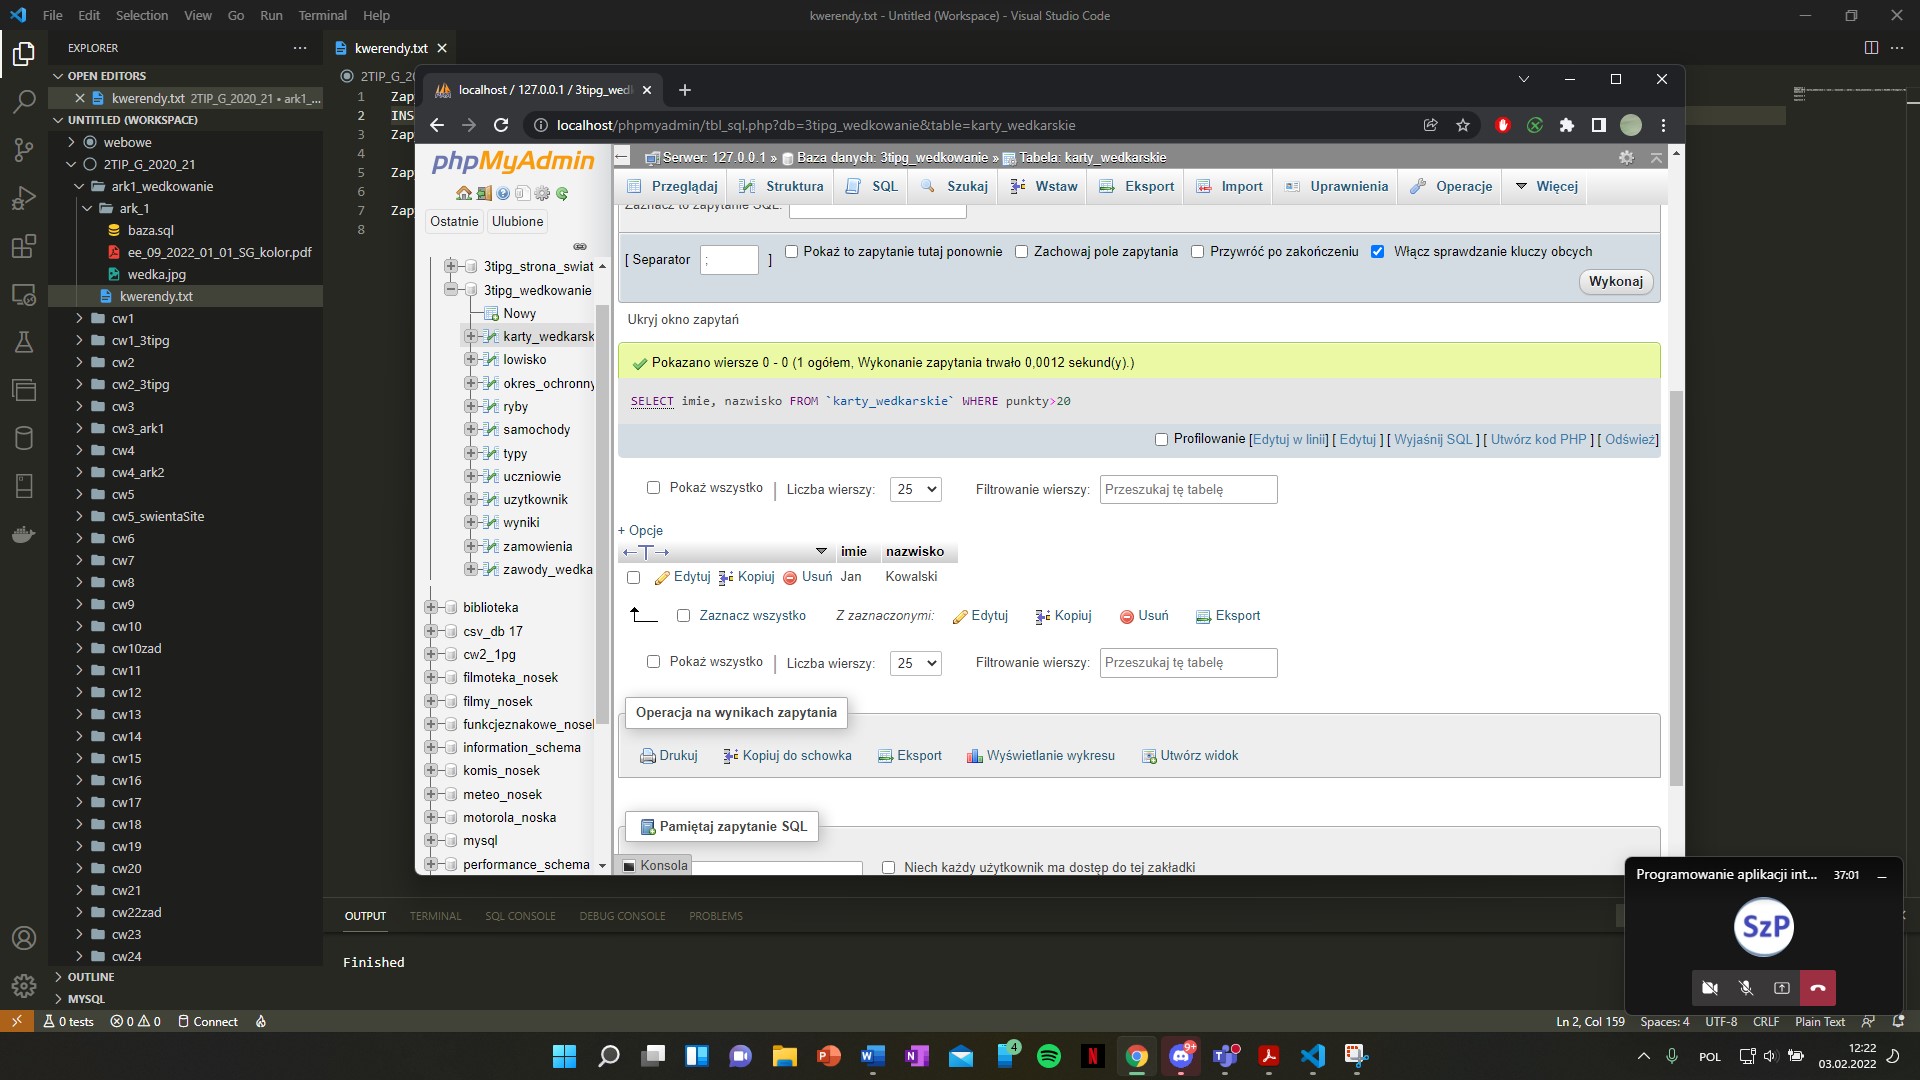 File Edit Selection View Go Run Terminal Help
kwerendy.txt - Untitled (Workspace) - Visual Studio Code
EXPLORER
OPEN EDITORS
kwerendy.txt 2TIP_G_2020_21 • ark1_...
UNTITLED (WORKSPACE)
webowe
2TIP_G_2020_21
ark1_wedkowanie
ark_1
baza.sql
ee_09_2022_01_01_SG_kolor.pdf
wedka.jpg
kwerendy.txt
cw1
cw1_3tipg
cw2
cw2_3tipg
cw3
cw3_ark1
cw4
cw4_ark2
cw5
cw5_swientaSite
cw6
cw7
cw8
cw9
cw10
cw10zad
cw11
cw12
cw13
cw14
cw15
cw16
cw17
cw18
cw19
cw20
cw21
cw22zad
cw23
cw24
OUTLINE
MYSQL
kwerendy.txt
2TIP_G_2
1 Zap
2 INS
3 Zap
4
5 Zap
6
7 Zap
8
localhost / 127.0.0.1 / 3tipg_wed
localhost/phpmyadmin/tbl_sql.php?db=3tipg_wedkowanie&table=karty_wedkarskie
phpMyAdmin
Ostatnie Ulubione
3tipg_strona_swiat
3tipg_wedkowanie
Nowy
karty_wedkarsk
lowisko
okres_ochronny
ryby
samochody
typy
uczniowie
uzytkownik
wyniki
zamowienia
zawody_wedka
biblioteka
csv_db 17
cw2_1pg
filmoteka_nosek
filmy_nosek
funkcjeznakowe_nosel
information_schema
komis_nosek
meteo_nosek
motorola_noska
mysql
performance_schema
Serwer: 127.0.0.1 » Baza danych: 3tipg_wedkowanie » Tabela: karty_wedkarskie
Przeglądaj Struktura SQL Szukaj Wstaw Eksport Import Uprawnienia Operacje Więcej
Zaznacz to zapytanie SQL:
[ Separator ; ] Pokaż to zapytanie tutaj ponownie Zachowaj pole zapytania Przywróć po zakończeniu Włącz sprawdzanie kluczy obcych
Wykonaj
Ukryj okno zapytań
Pokazano wiersze 0 - 0 (1 ogółem, Wykonanie zapytania trwało 0,0012 sekund(y).)
SELECT imie, nazwisko FROM `karty_wedkarskie` WHERE punkty>20
Profilowanie [Edytuj w linii] [ Edytuj ] [ Wyjaśnij SQL ] [ Utwórz kod PHP ] [ Odśwież]
Pokaż wszystko | Liczba wierszy: 25 Filtrowanie wierszy: Przeszukaj tę tabelę
+ Opcje
←T→ imie nazwisko
Edytuj Kopiuj Usuń Jan Kowalski
Zaznacz wszystko Z zaznaczonymi: Edytuj Kopiuj Usuń Eksport
Pokaż wszystko | Liczba wierszy: 25 Filtrowanie wierszy: Przeszukaj tę tabelę
Operacja na wynikach zapytania
Drukuj Kopiuj do schowka Eksport Wyświetlanie wykresu Utwórz widok
Pamiętaj zapytanie SQL
Konsola
Niech każdy użytkownik ma dostęp do tej zakładki
OUTPUT TERMINAL SQL CONSOLE DEBUG CONSOLE PROBLEMS
Finished
Programowanie aplikacji int... 37:01
SzP
0 tests 0 0 Connect
Ln 2, Col 159 Spaces: 4 UTF-8 CRLF Plain Text
4
9+
POL
12:22
03.02.2022